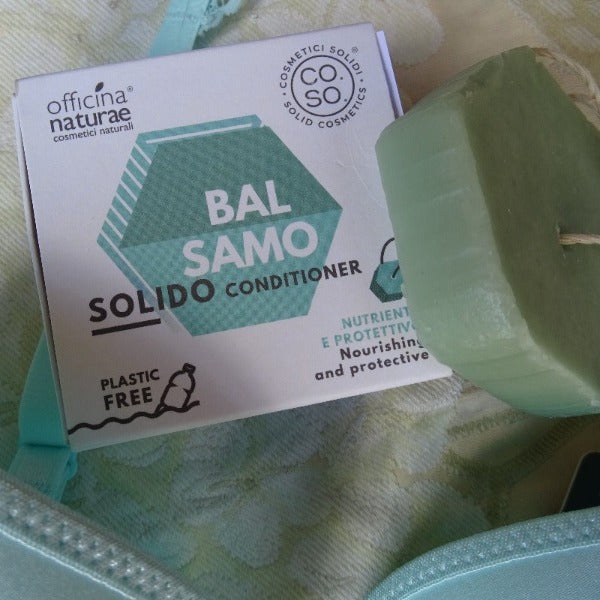 officina®
naturae
cosmetici naturali
• COSMETICI SOLIDI •
CO.
SO.
SOLID COSMETICS
BAL
SAMO
SOLIDO CONDITIONER
NUTRIENTE
E PROTETTIVO
Nourishing
and protective
PLASTIC
FREE